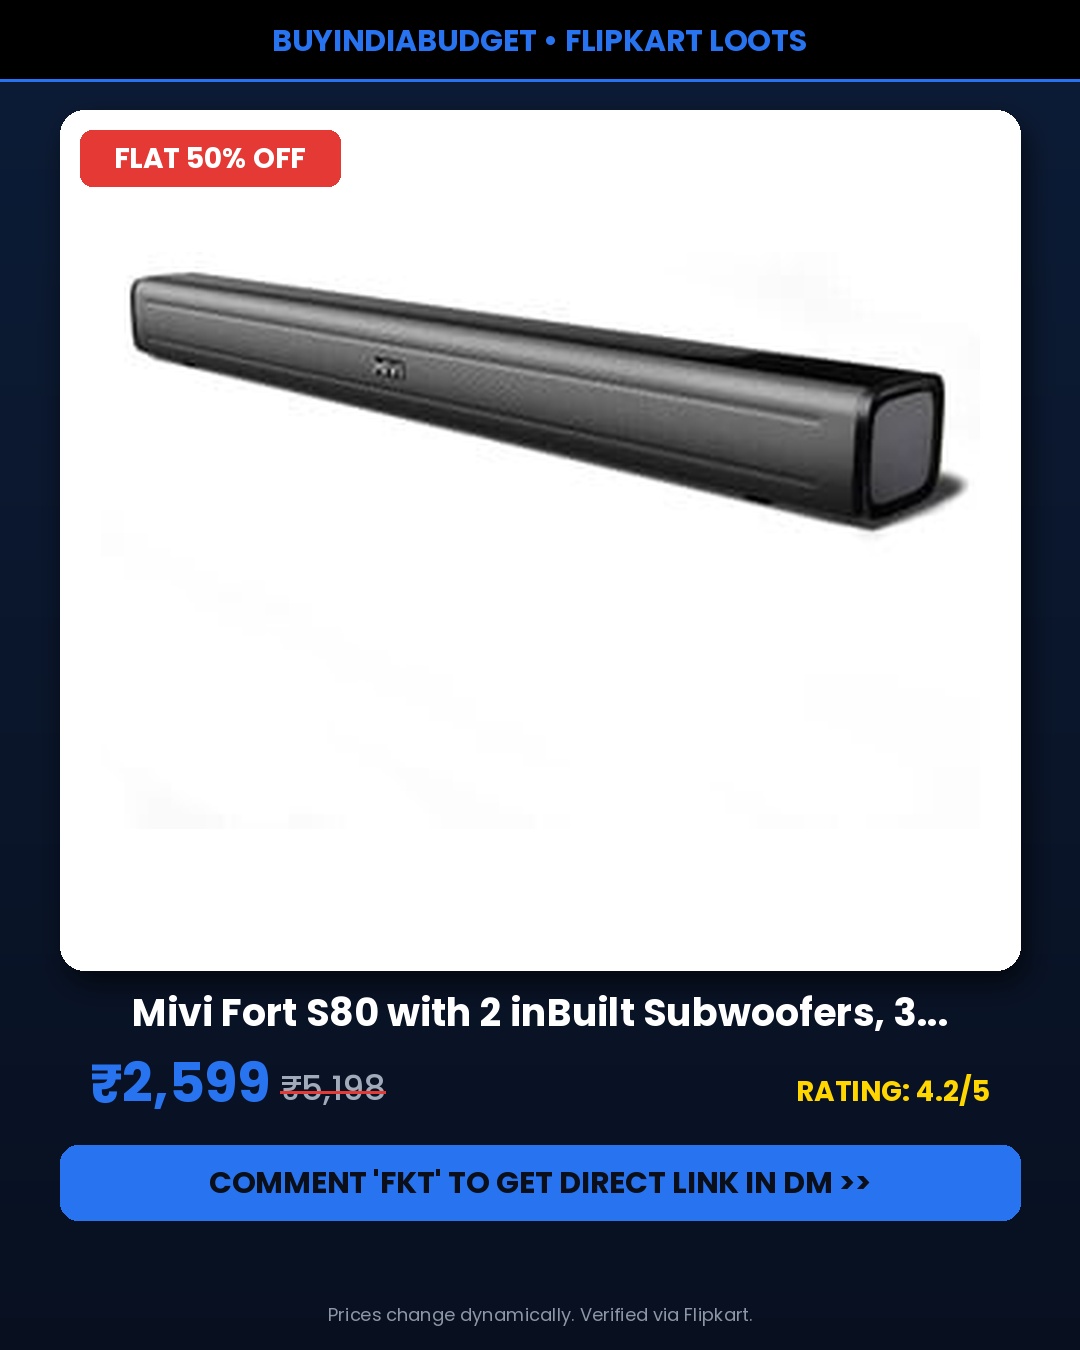 BUYINDIABUDGET • FLIPKART LOOTS
FLAT 50% OFF
Mivi Fort S80 with 2 inBuilt Subwoofers, 3...
₹2,599 ₹5,198
RATING: 4.2/5
COMMENT 'FKT' TO GET DIRECT LINK IN DM >>
Prices change dynamically. Verified via Flipkart.